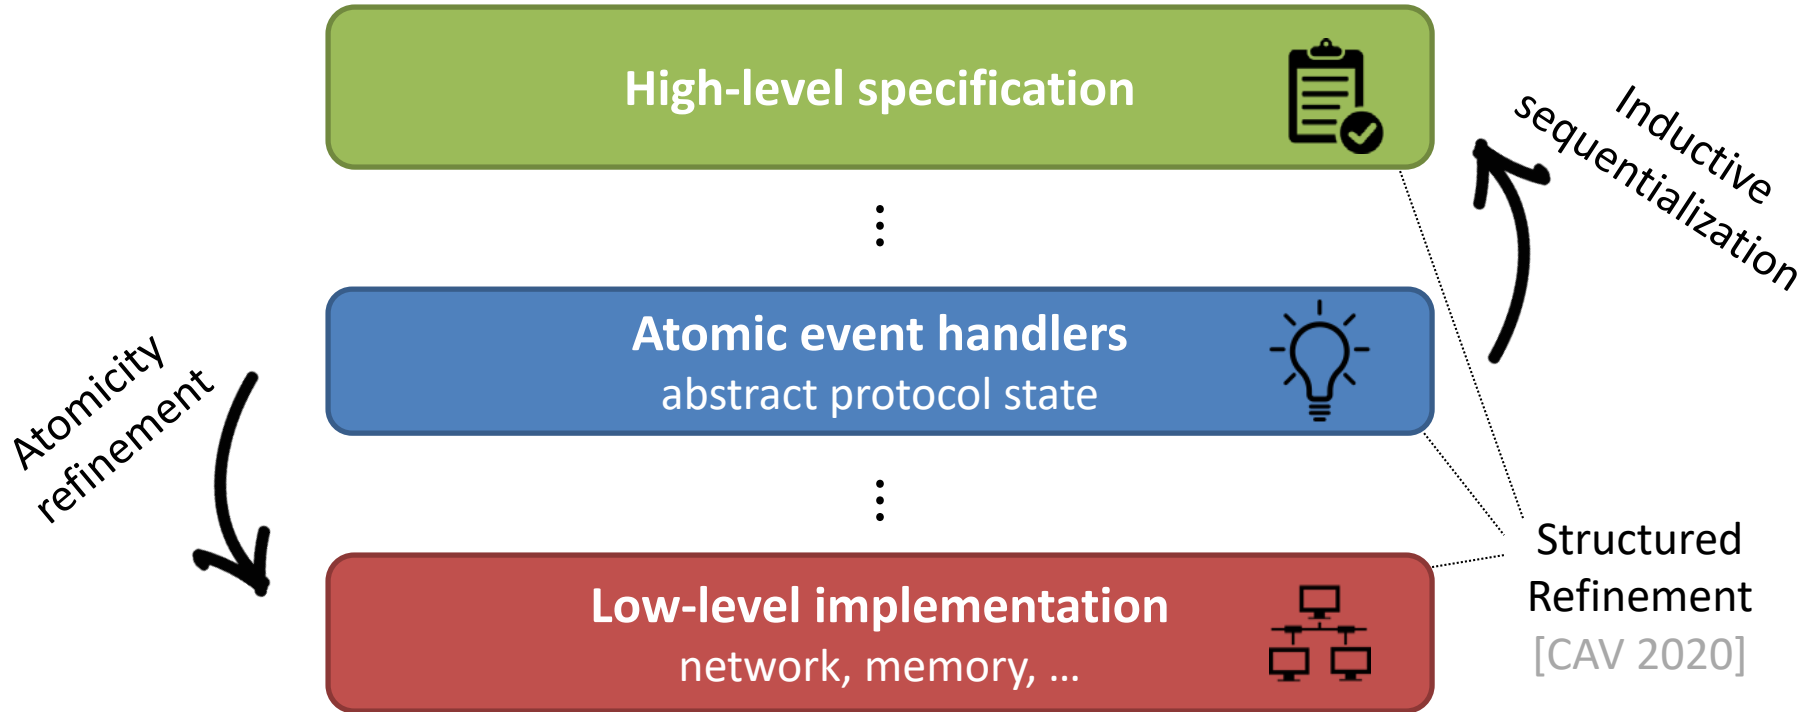 High-level specification
Inductive
sequentialization
⋮
Atomic event handlers
abstract protocol state
Atomicity
refinement
⋮
Low-level implementation
network, memory, …
Structured
Refinement
[CAV 2020]